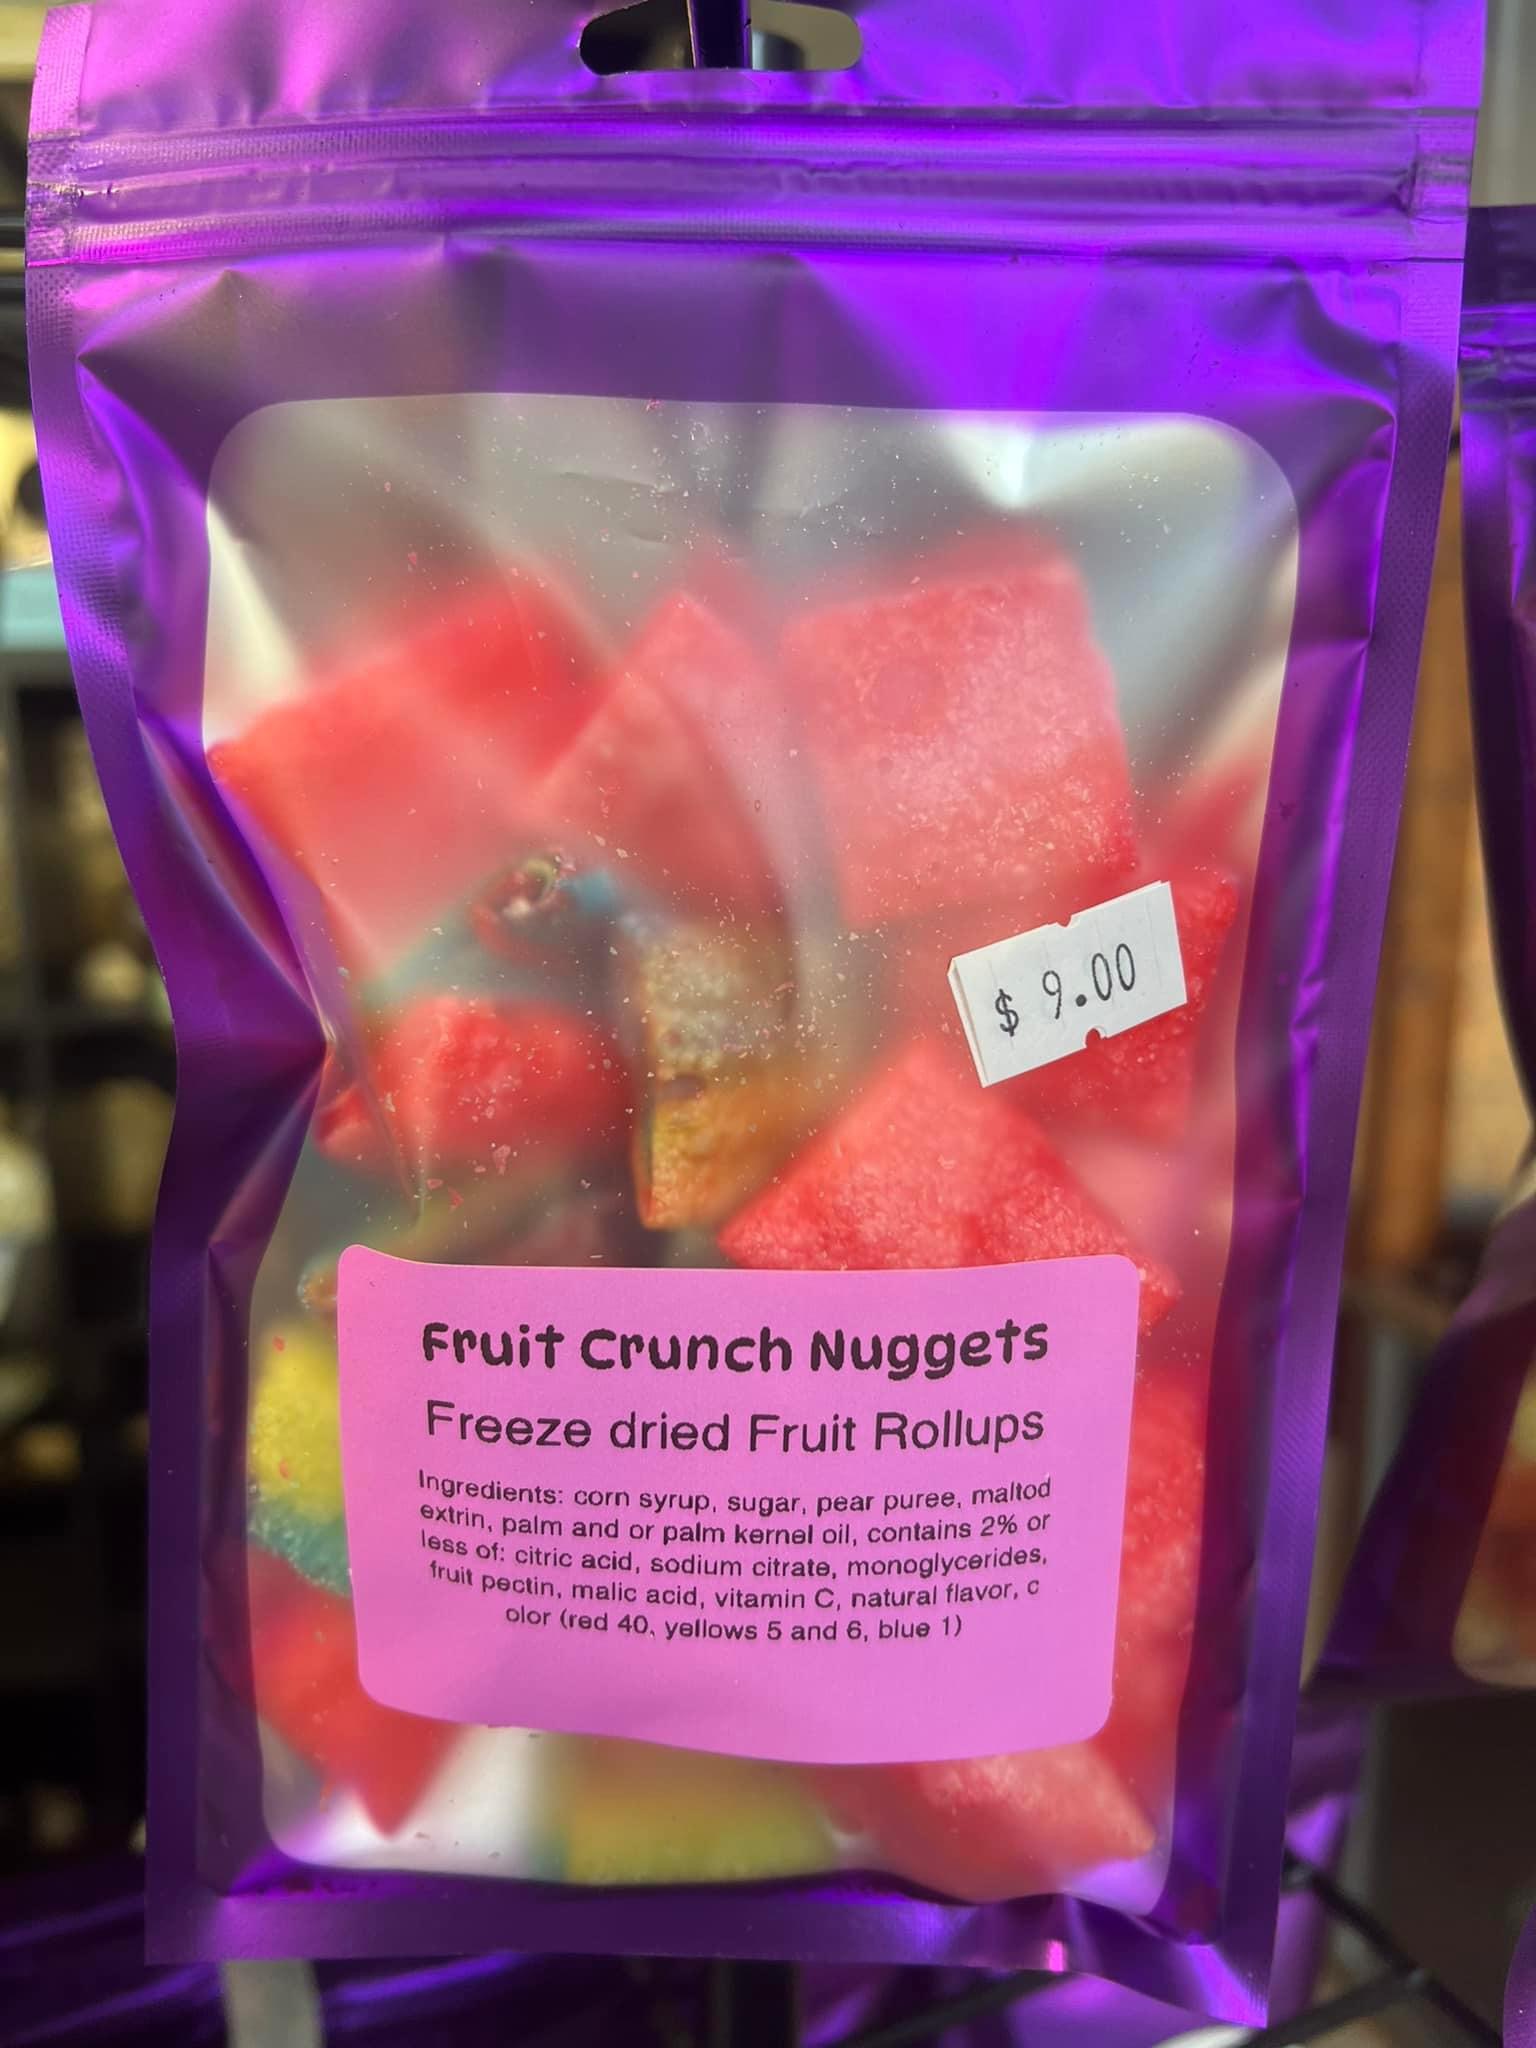 $ 9.00
Fruit Crunch Nuggets
Freeze dried Fruit Rollups
Ingredients: corn syrup, sugar, pear puree, maltod
extrin, palm and or palm kernel oil, contains 2% or
less of: citric acid, sodium citrate, monoglycerides,
fruit pectin, malic acid, vitamin C, natural flavor, c
olor (red 40, yellows 5 and 6, blue 1)